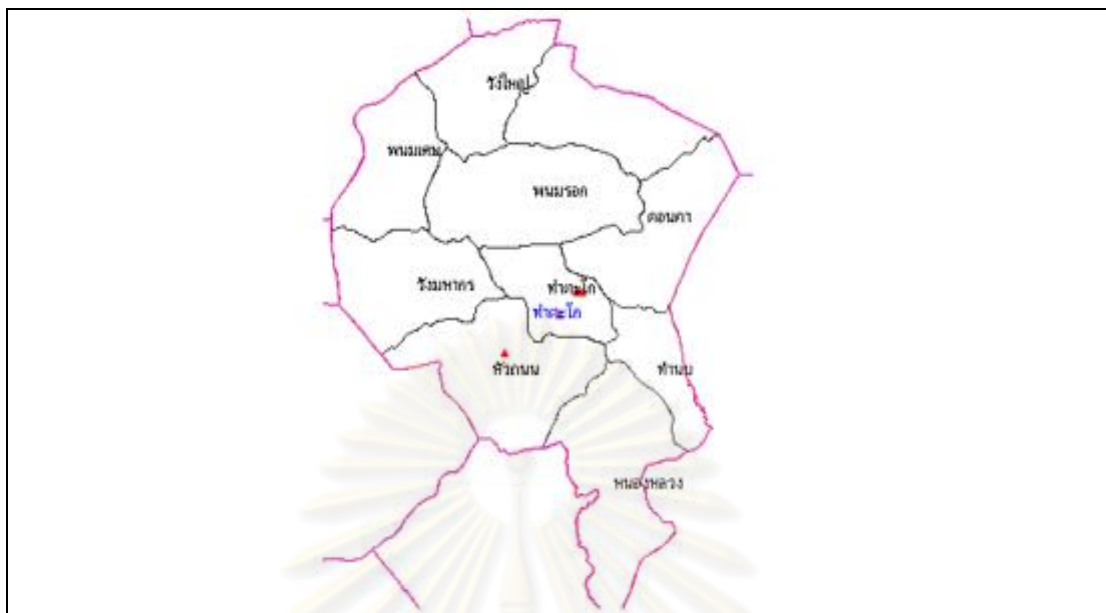 วังใหญ่
พนมเศษ
พนมรอก
ดอนคา
วังมหากร
ท่าตะโก
ท่าตะโก
หัวถนน
ทำนบ
หนองหลวง